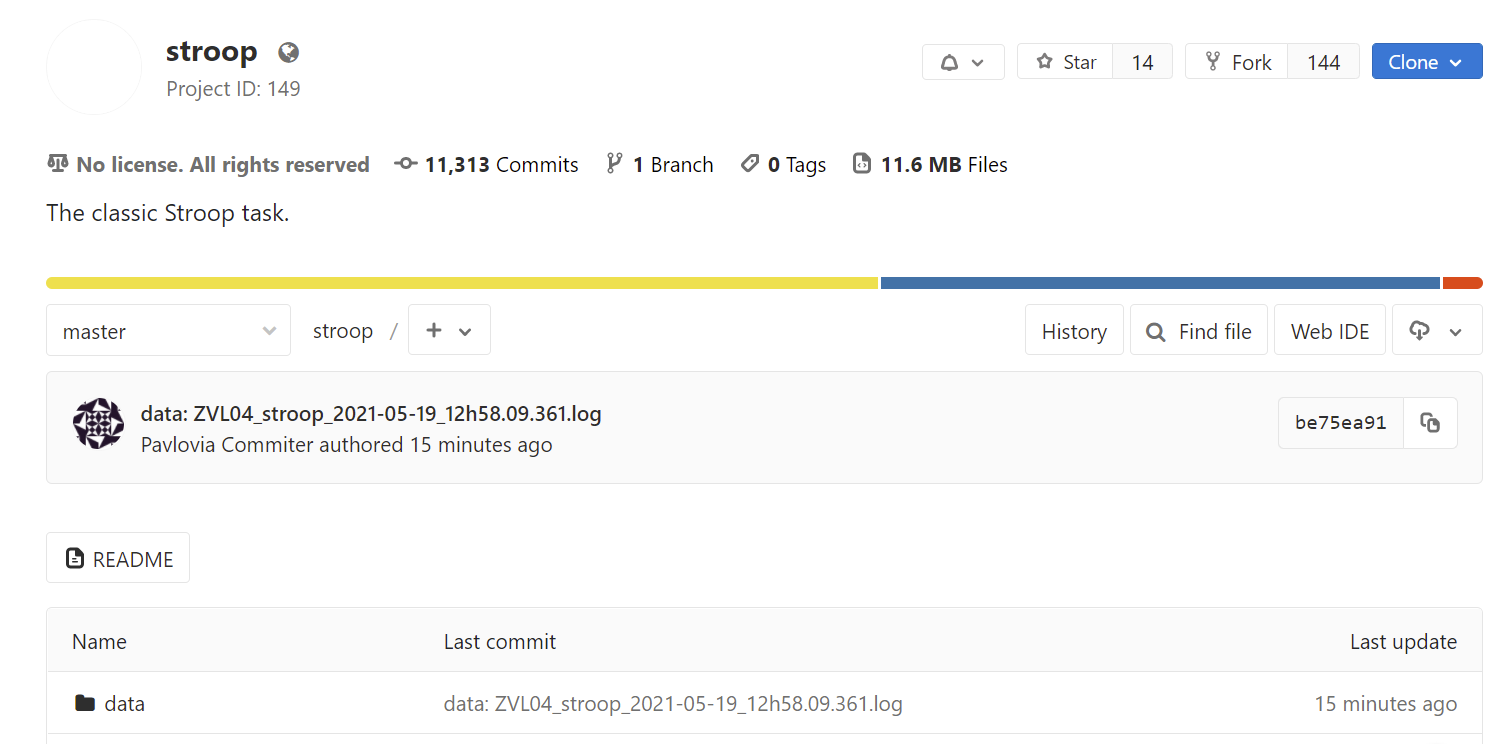 stroop
Project ID: 149
Star 14 Fork 144 Clone
No license. All rights reserved 11,313 Commits 1 Branch 0 Tags 11.6 MB Files
The classic Stroop task.
master stroop / + History Find file Web IDE
data: ZVL04_stroop_2021-05-19_12h58.09.361.log
Pavlovia Commiter authored 15 minutes ago
be75ea91
README
Name Last commit Last update
data data: ZVL04_stroop_2021-05-19_12h58.09.361.log 15 minutes ago